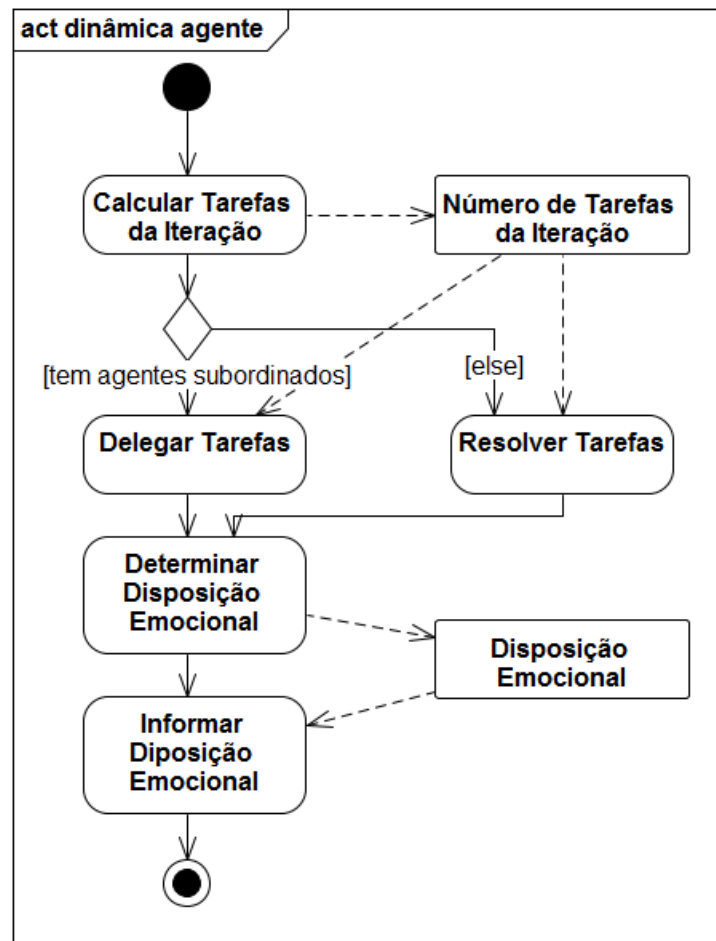 act dinâmica agente
Calcular Tarefas
da Iteração
Número de Tarefas
da Iteração
[tem agentes subordinados]
[else]
Delegar Tarefas
Resolver Tarefas
Determinar
Disposição
Emocional
Disposição
Emocional
Informar
Diposição
Emocional